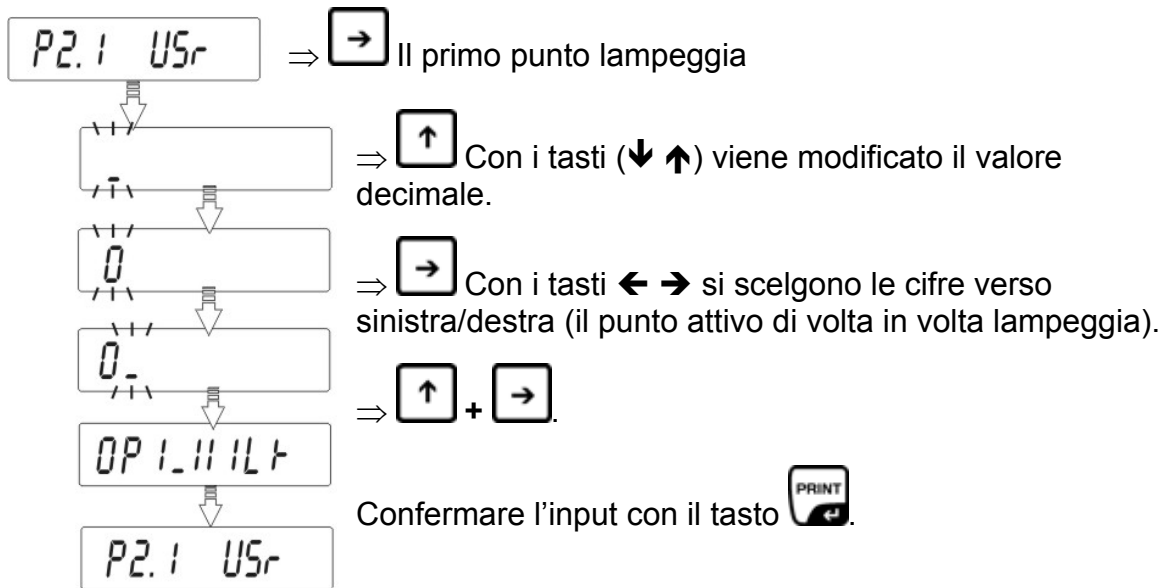 P2.1 USr ⇒ → Il primo punto lampeggia
⇒ ↑ Con i tasti (↓ ↑) viene modificato il valore
decimale.
0
⇒ → Con i tasti ← → si scelgono le cifre verso
sinistra/destra (il punto attivo di volta in volta lampeggia).
0_
⇒ ↑ + →.
Confermare l’input con il tasto PRINT.
P2.1 USr